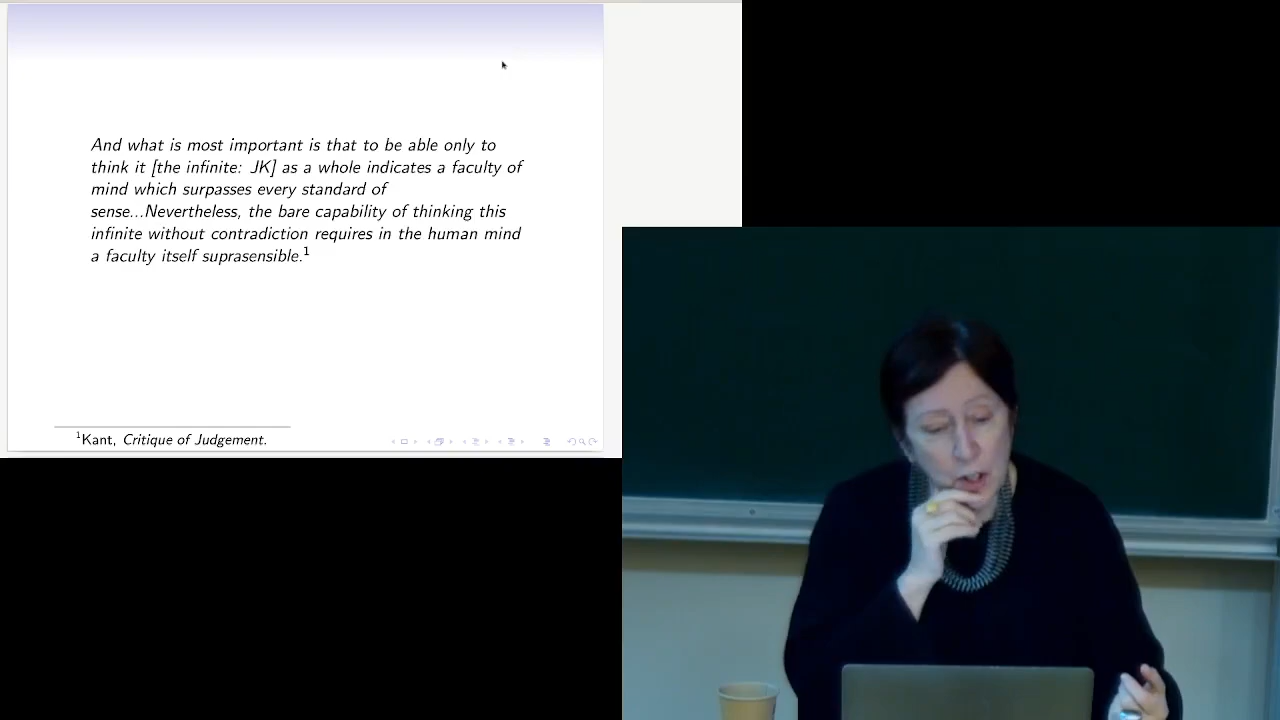 And what is most important is that to be able only to
think it [the infinite: JK] as a whole indicates a faculty of
mind which surpasses every standard of
sense...Nevertheless, the bare capability of thinking this
infinite without contradiction requires in the human mind
a faculty itself suprasensible.¹
¹Kant, Critique of Judgement.